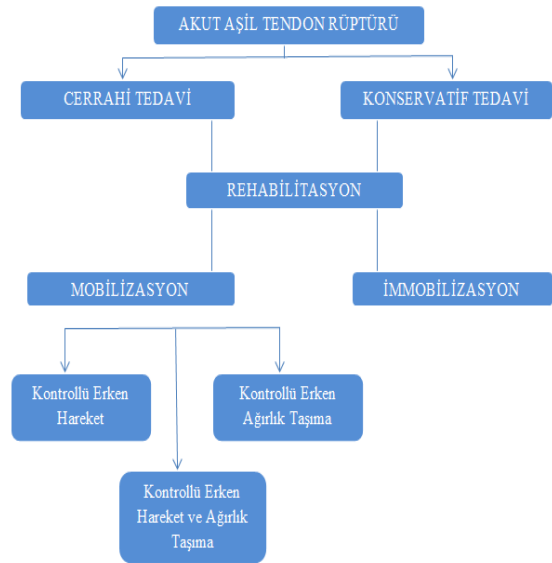 AKUT AŞİL TENDON RÜPTÜRÜ
CERRAHİ TEDAVİ
KONSERVATİF TEDAVİ
REHABİLİTASYON
MOBİLİZASYON
İMMOBİLİZASYON
Kontrollü Erken
Hareket
Kontrollü Erken
Ağırlık Taşıma
Kontrollü Erken
Hareket ve Ağırlık
Taşıma